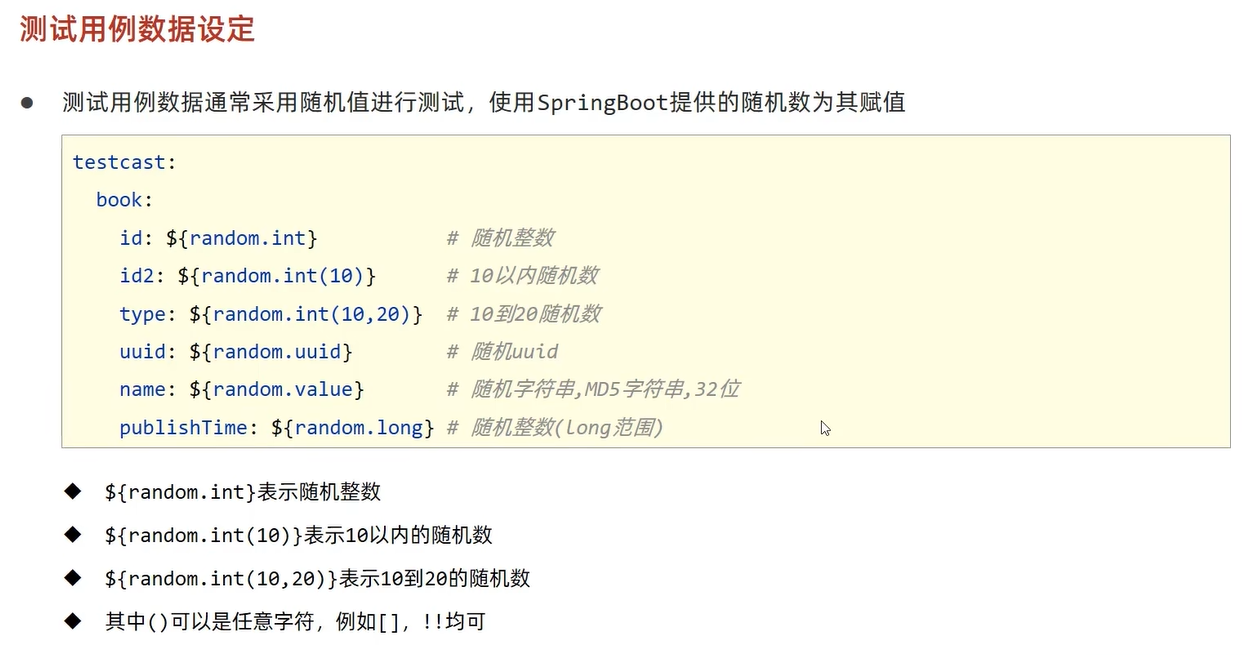 测试用例数据设定
● 测试用例数据通常采用随机值进行测试，使用SpringBoot提供的随机数为其赋值
testcast:
  book:
    id: ${random.int}           # 随机整数
    id2: ${random.int(10)}      # 10以内随机数
    type: ${random.int(10,20)}  # 10到20随机数
    uuid: ${random.uuid}        # 随机uuid
    name: ${random.value}       # 随机字符串,MD5字符串,32位
    publishTime: ${random.long} # 随机整数(long范围)
◆ ${random.int}表示随机整数
◆ ${random.int(10)}表示10以内的随机数
◆ ${random.int(10,20)}表示10到20的随机数
◆ 其中()可以是任意字符，例如[]，!!均可